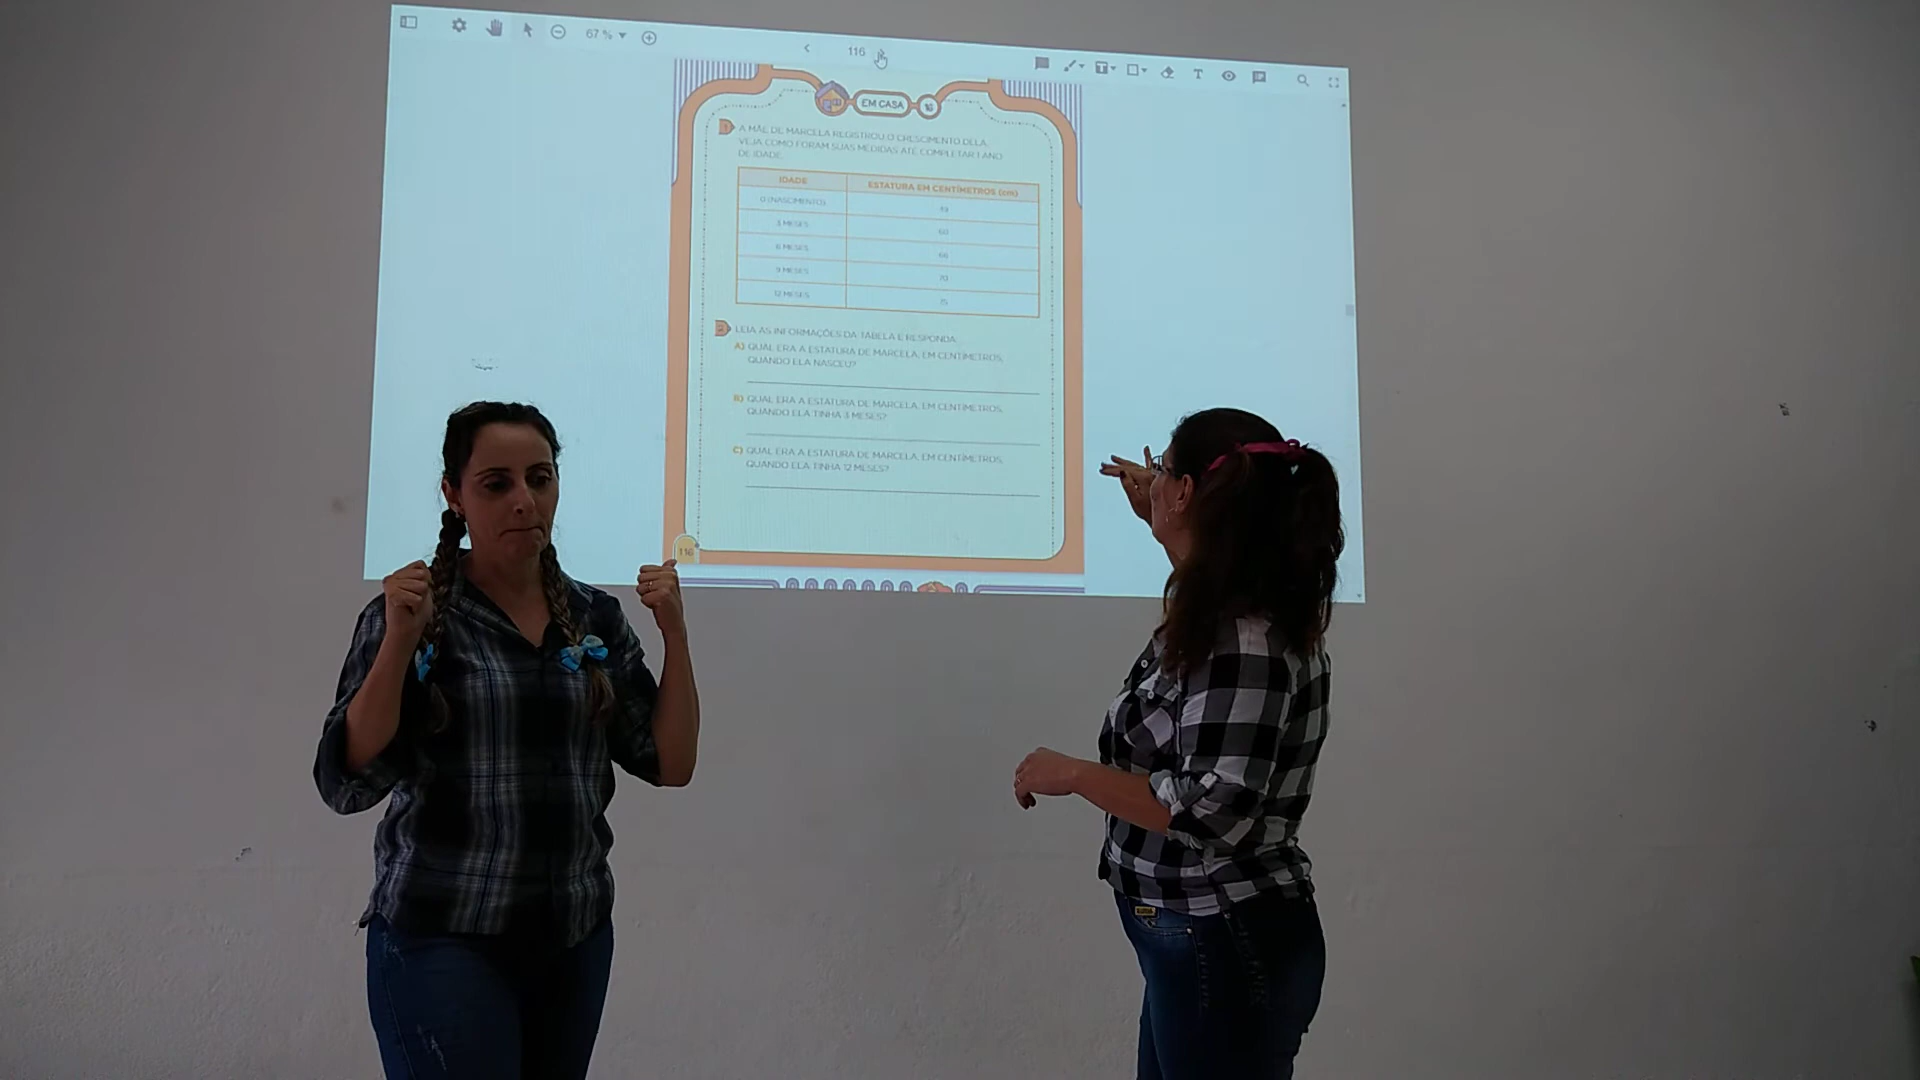 67 %
116
EM CASA 16
1 A MÃE DE MARCELA REGISTROU O CRESCIMENTO DELA.
VEJA COMO FORAM SUAS MEDIDAS ATÉ COMPLETAR 1 ANO
DE IDADE.
IDADE ESTATURA EM CENTÍMETROS (cm)
0 (NASCIMENTO)
3 MESES 60
6 MESES 66
9 MESES 70
12 MESES 75
2 LEIA AS INFORMAÇÕES DA TABELA E RESPONDA.
A) QUAL ERA A ESTATURA DE MARCELA, EM CENTÍMETROS,
QUANDO ELA NASCEU?
B) QUAL ERA A ESTATURA DE MARCELA, EM CENTÍMETROS,
QUANDO ELA TINHA 3 MESES?
C) QUAL ERA A ESTATURA DE MARCELA, EM CENTÍMETROS,
QUANDO ELA TINHA 12 MESES?
116